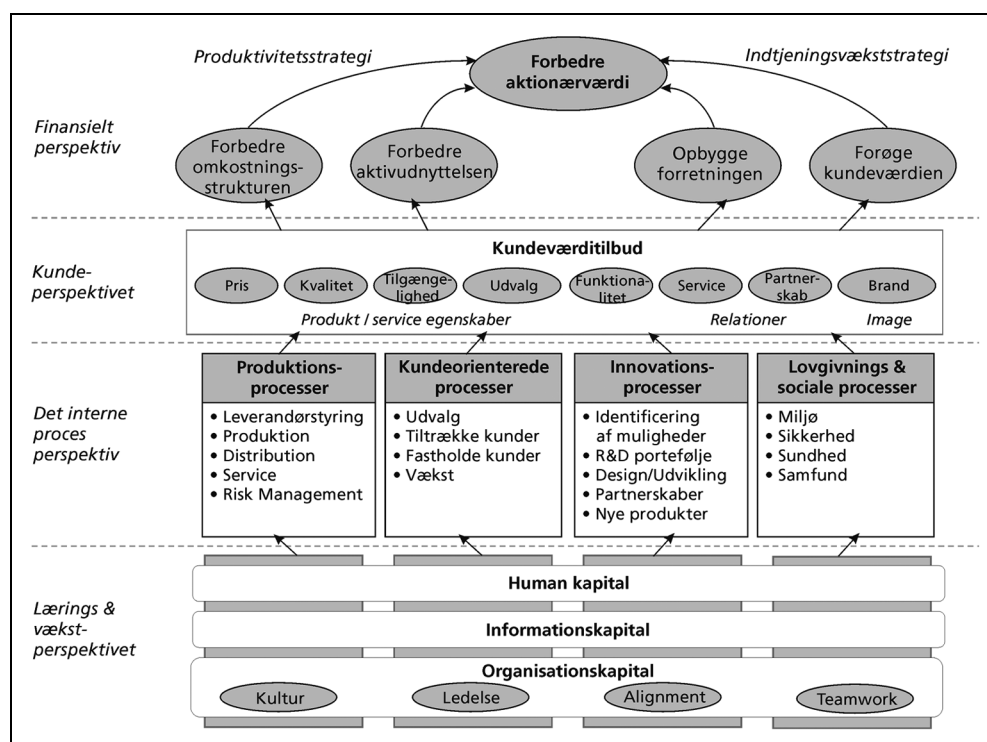 Produktivitetsstrategi
Forbedre
aktionærværdi
Indtjeningsvækststrategi
Finansielt
perspektiv
Forbedre
omkostnings-
strukturen
Forbedre
aktivudnyttelsen
Opbygge
forretningen
Forøge
kundeværdien
Kunde-
perspektivet
Kundeværditilbud
Pris
Kvalitet
Tilgænge-
lighed
Udvalg
Funktiona-
litet
Service
Partner-
skab
Brand
Produkt / service egenskaber
Relationer
Image
Det interne
proces
perspektiv
Produktions-
processer
• Leverandørstyring
• Produktion
• Distribution
• Service
• Risk Management
Kundeorienterede
processer
• Udvalg
• Tiltrække kunder
• Fastholde kunder
• Vækst
Innovations-
processer
• Identificering
af muligheder
• R&D portefølje
• Design/Udvikling
• Partnerskaber
• Nye produkter
Lovgivnings &
sociale processer
• Miljø
• Sikkerhed
• Sundhed
• Samfund
Lærings &
vækst-
perspektivet
Human kapital
Informationskapital
Organisationskapital
Kultur
Ledelse
Alignment
Teamwork